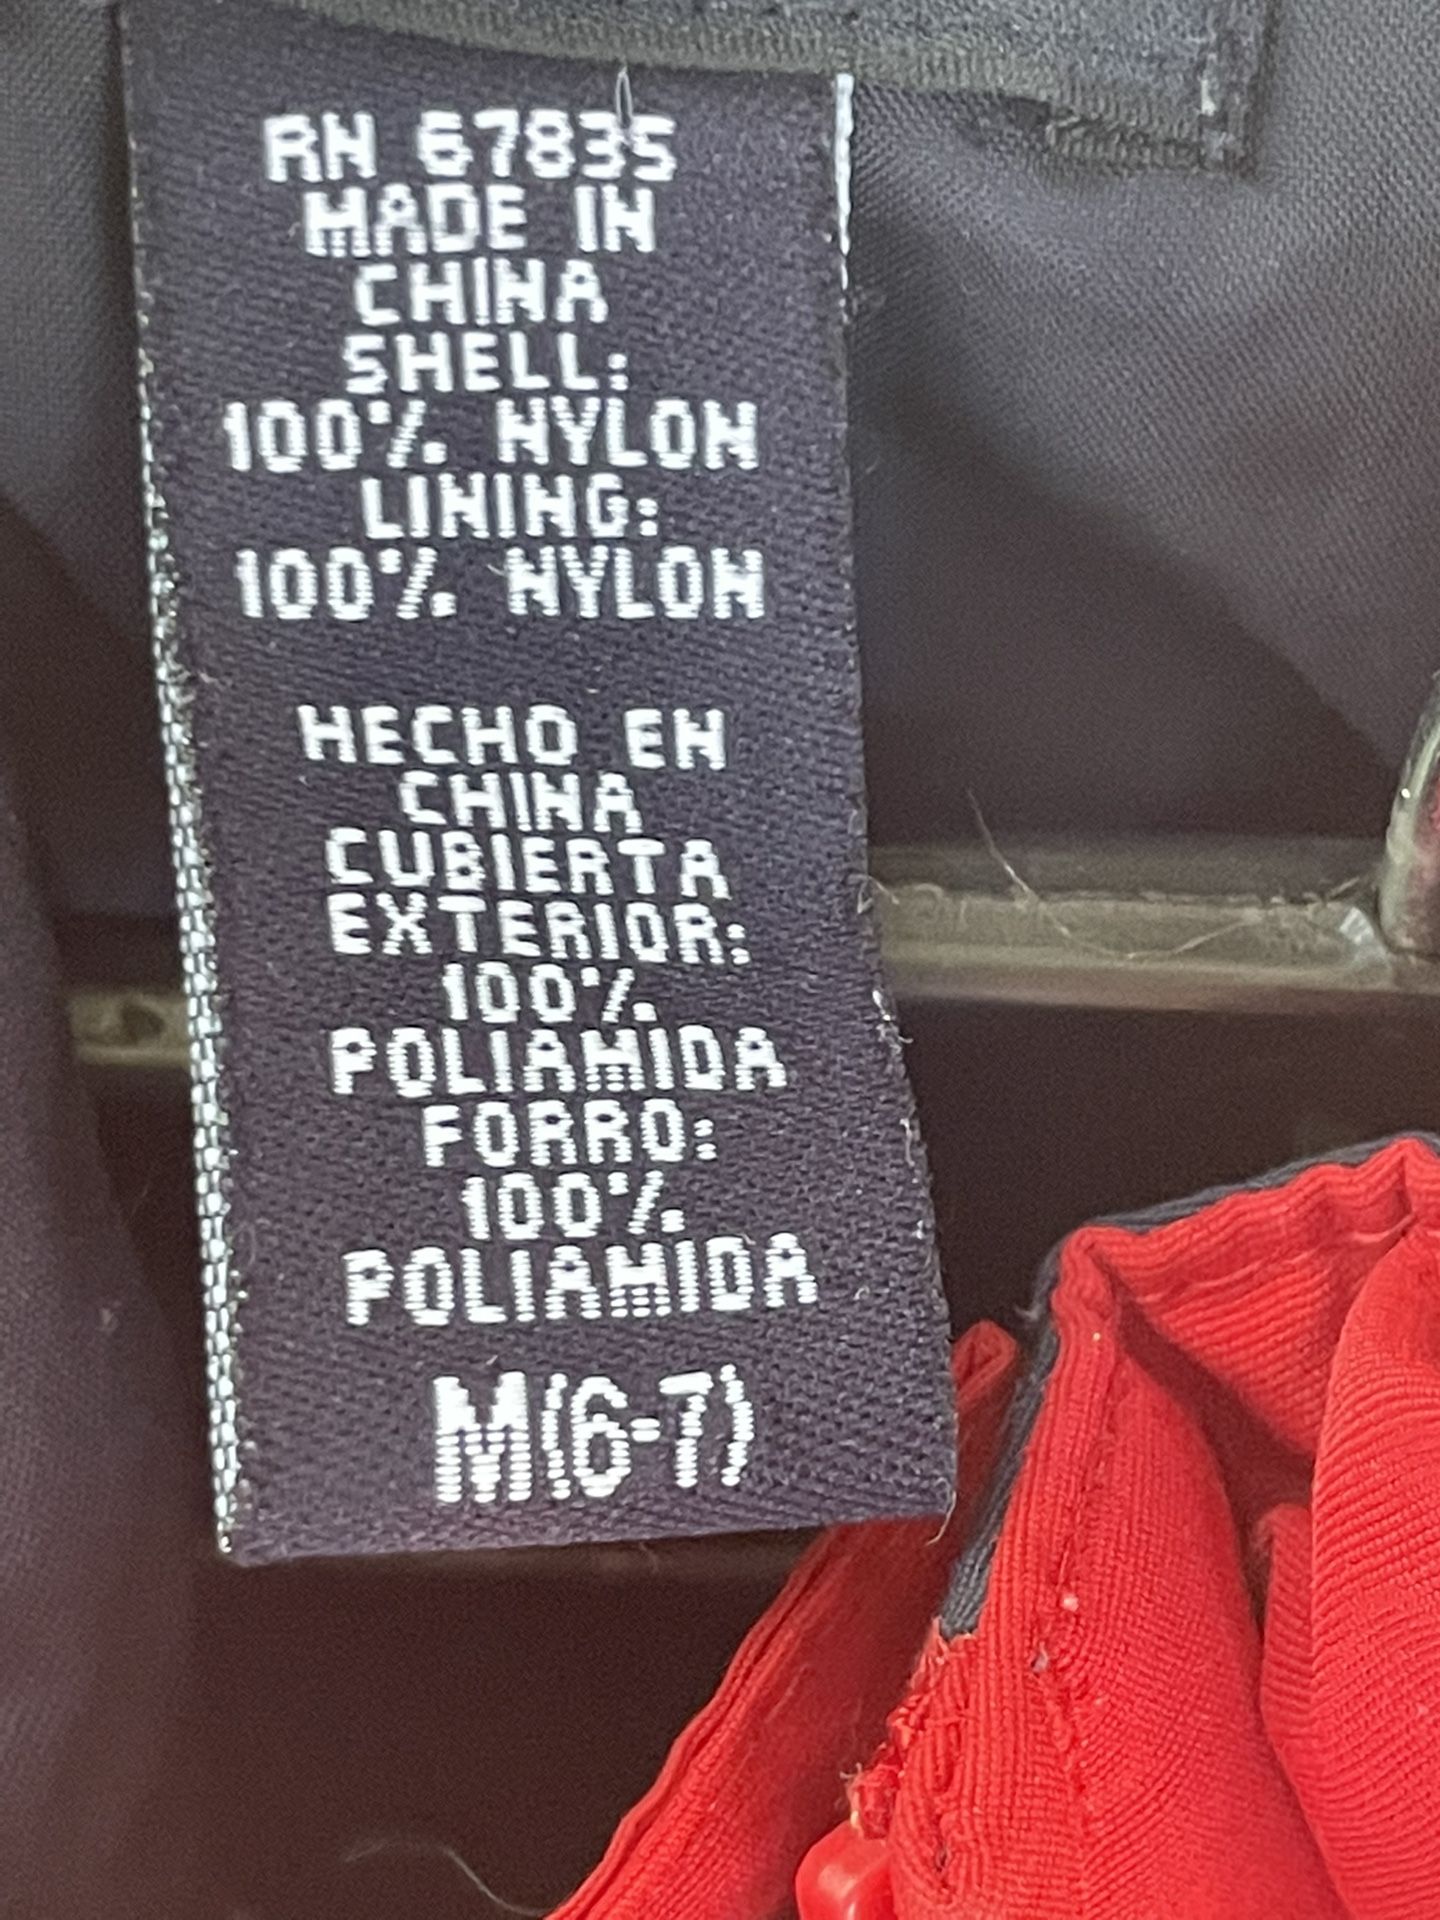 RN 67835
MADE IN
CHINA
SHELL:
100% NYLON
LINING:
100% NYLON
HECHO EN
CHINA
CUBIERTA
EXTERIOR:
100%
POLIAMIDA
FORRO:
100%
POLIAMIDA
M(6-7)